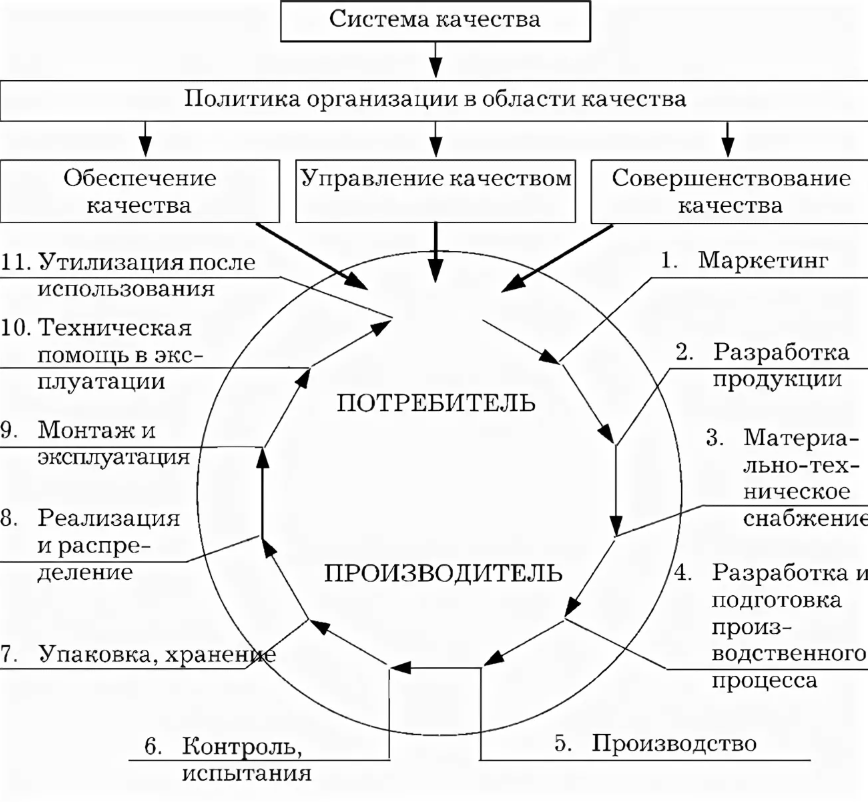 Система качества
Политика организации в области качества
Обеспечение
качества
Управление качеством
Совершенствование
качества
11. Утилизация после
использования
10. Техническая
помощь в экс-
плуатации
9. Монтаж и
эксплуатация
8. Реализация
и распре-
деление
7. Упаковка, хранение
6. Контроль,
испытания
5. Производство
1. Маркетинг
2. Разработка
продукции
3. Материа-
льно-тех-
ническое
снабжение
4. Разработка и
подготовка
произ-
водственного
процесса
ПОТРЕБИТЕЛЬ
ПРОИЗВОДИТЕЛЬ